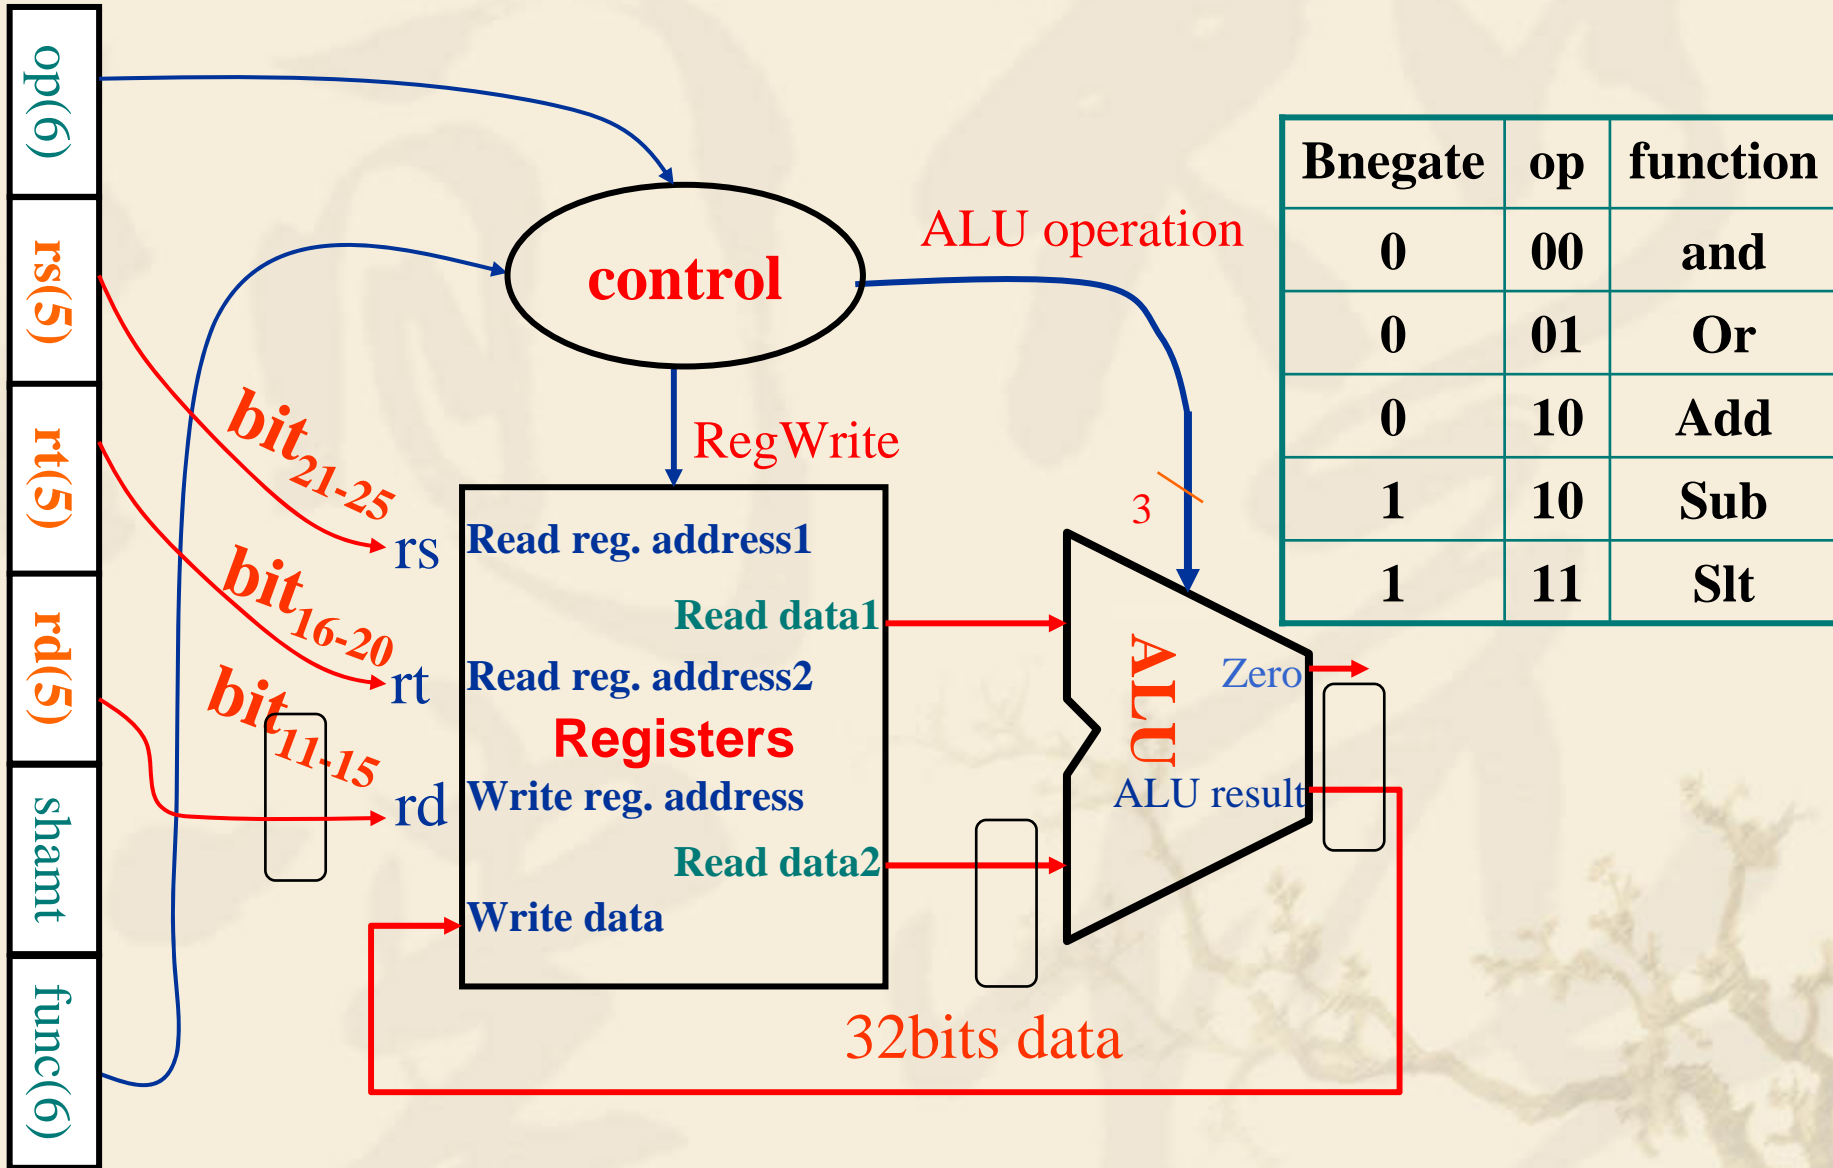 op(6)
rs(5)
rt(5)
rd(5)
shamt
func(6)
control
ALU operation
RegWrite
3
bit21-25
rs
bit16-20
rt
bit11-15
rd
Read reg. address1
Read data1
Read reg. address2
Registers
Write reg. address
Read data2
Write data
ALU
Zero
ALU result
32bits data
Bnegate op function
0 00 and
0 01 Or
0 10 Add
1 10 Sub
1 11 Slt